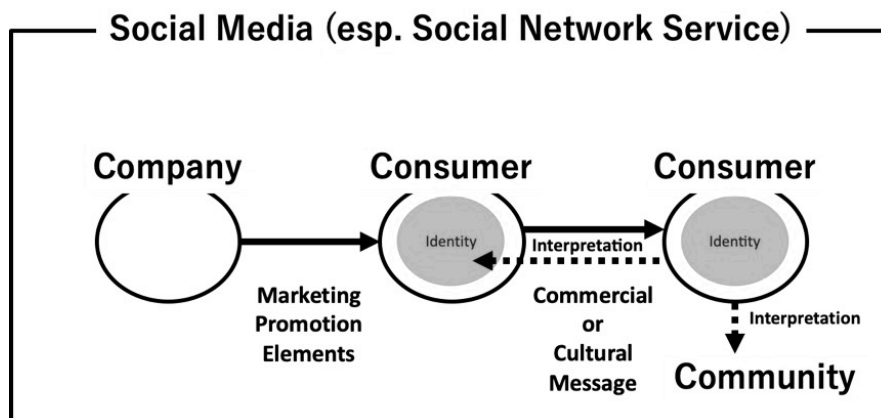 Social Media (esp. Social Network Service)
Company
Consumer
Consumer
Identity
Interpretation
Identity
Marketing
Promotion
Elements
Commercial
or
Cultural
Message
Interpretation
Community